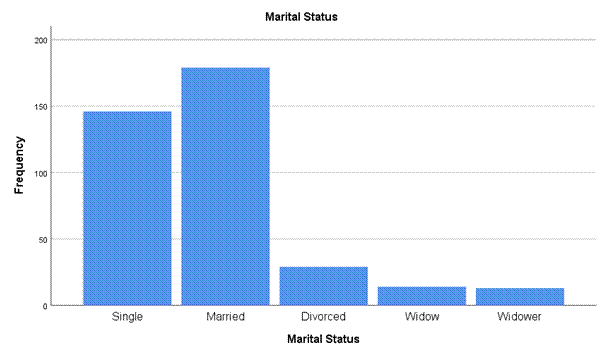 Marital Status
200
150
100
50
0
Frequency
Single Married Divorced Widow Widower
Marital Status